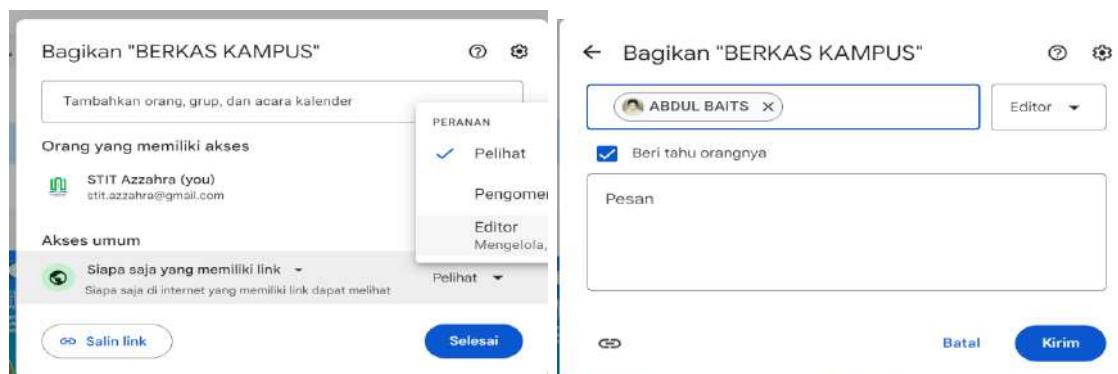 Bagikan "BERKAS KAMPUS"
Tambahkan orang, grup, dan acara kalender
Orang yang memiliki akses
STIT Azzahra (you)
stit.azzahra@gmail.com
Akses umum
Siapa saja yang memiliki link
Siapa saja di internet yang memiliki link dapat melihat
Pelihat
PERANAN
Pelihat
Pengomen
Editor
Mengelola,
Salin link
Selesai
Bagikan "BERKAS KAMPUS"
ABDUL BAITS
Editor
Beri tahu orangnya
Pesan
Batal
Kirim